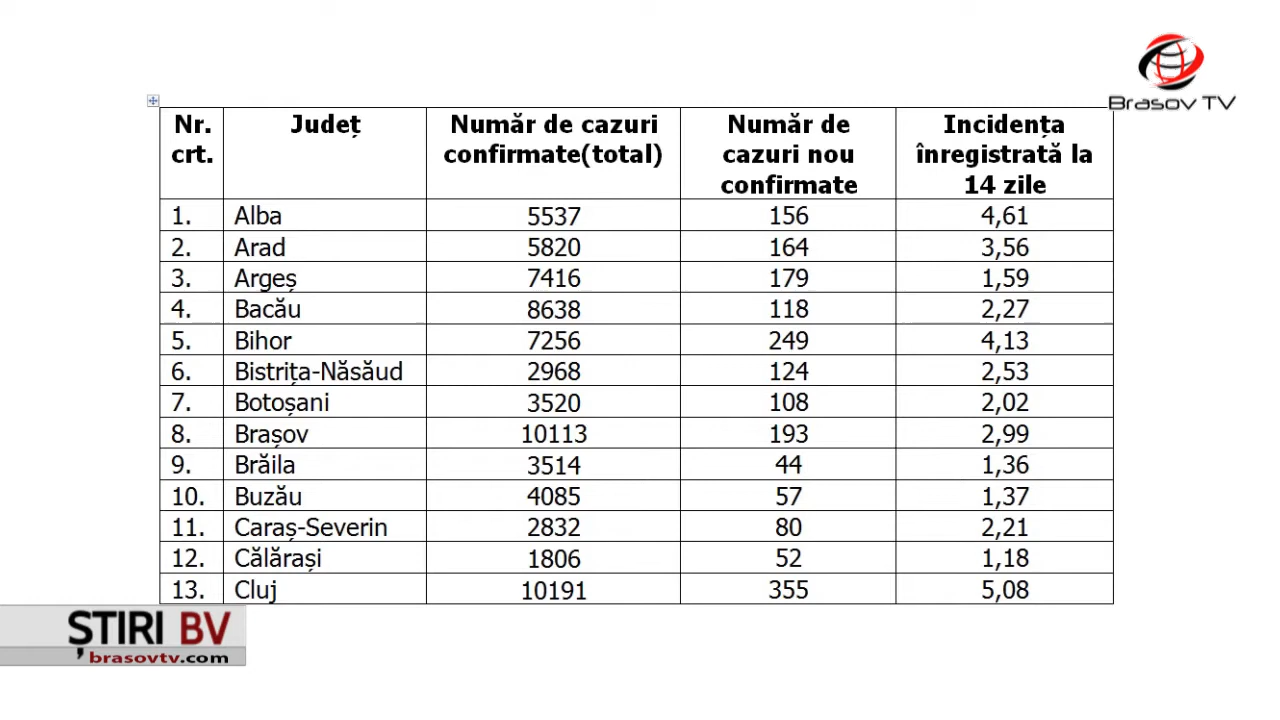 Brasov TV
Nr. crt. Județ Număr de cazuri confirmate(total) Număr de cazuri nou confirmate Incidența înregistrată la 14 zile
1. Alba 5537 156 4,61
2. Arad 5820 164 3,56
3. Argeș 7416 179 1,59
4. Bacău 8638 118 2,27
5. Bihor 7256 249 4,13
6. Bistrița-Năsăud 2968 124 2,53
7. Botoșani 3520 108 2,02
8. Brașov 10113 193 2,99
9. Brăila 3514 44 1,36
10. Buzău 4085 57 1,37
11. Caraș-Severin 2832 80 2,21
12. Călărași 1806 52 1,18
13. Cluj 10191 355 5,08
ȘTIRI BV
brasovtv.com